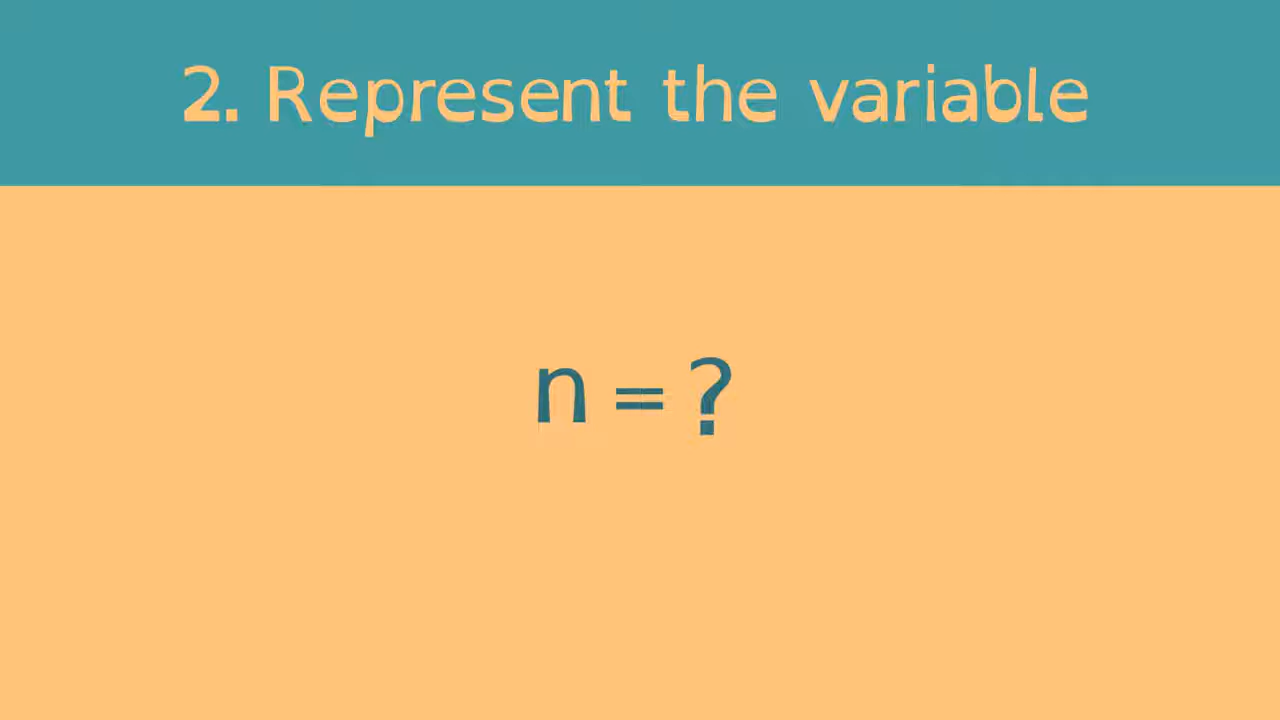 2. Represent the variable
n = ?